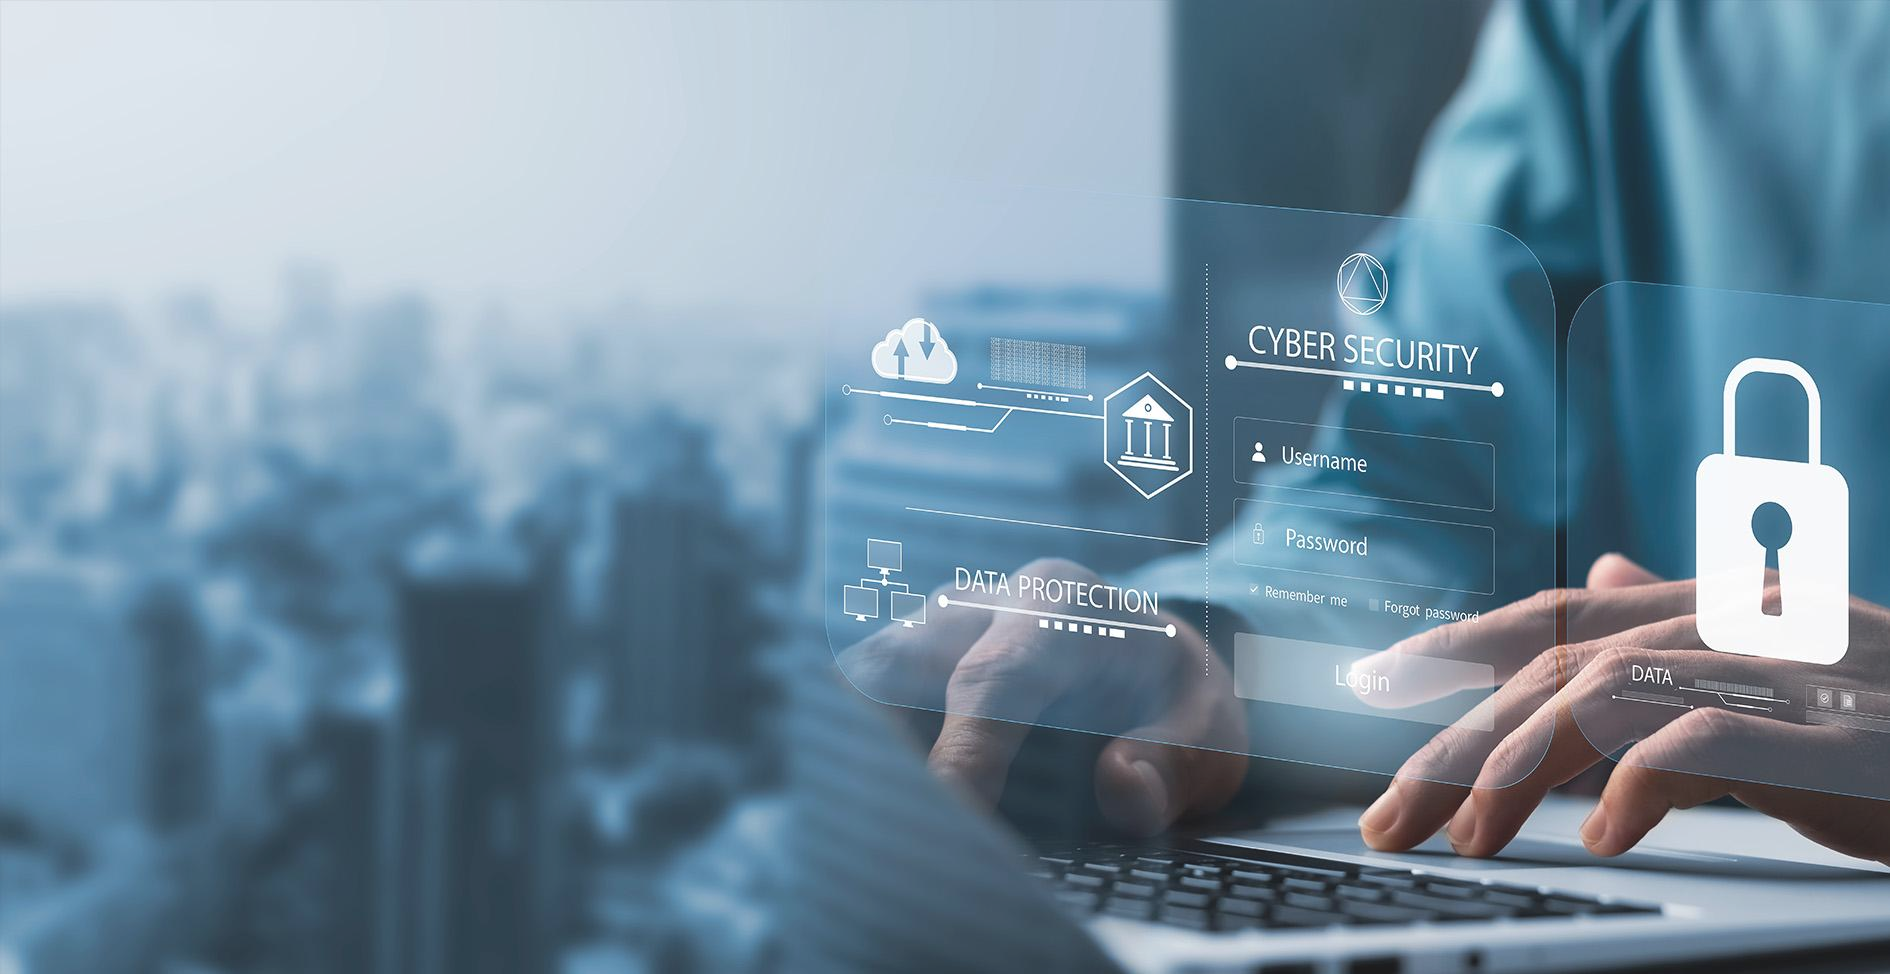 CYBER SECURITY
Username
Password
Remember me
Forgot password
Login
DATA PROTECTION
DATA